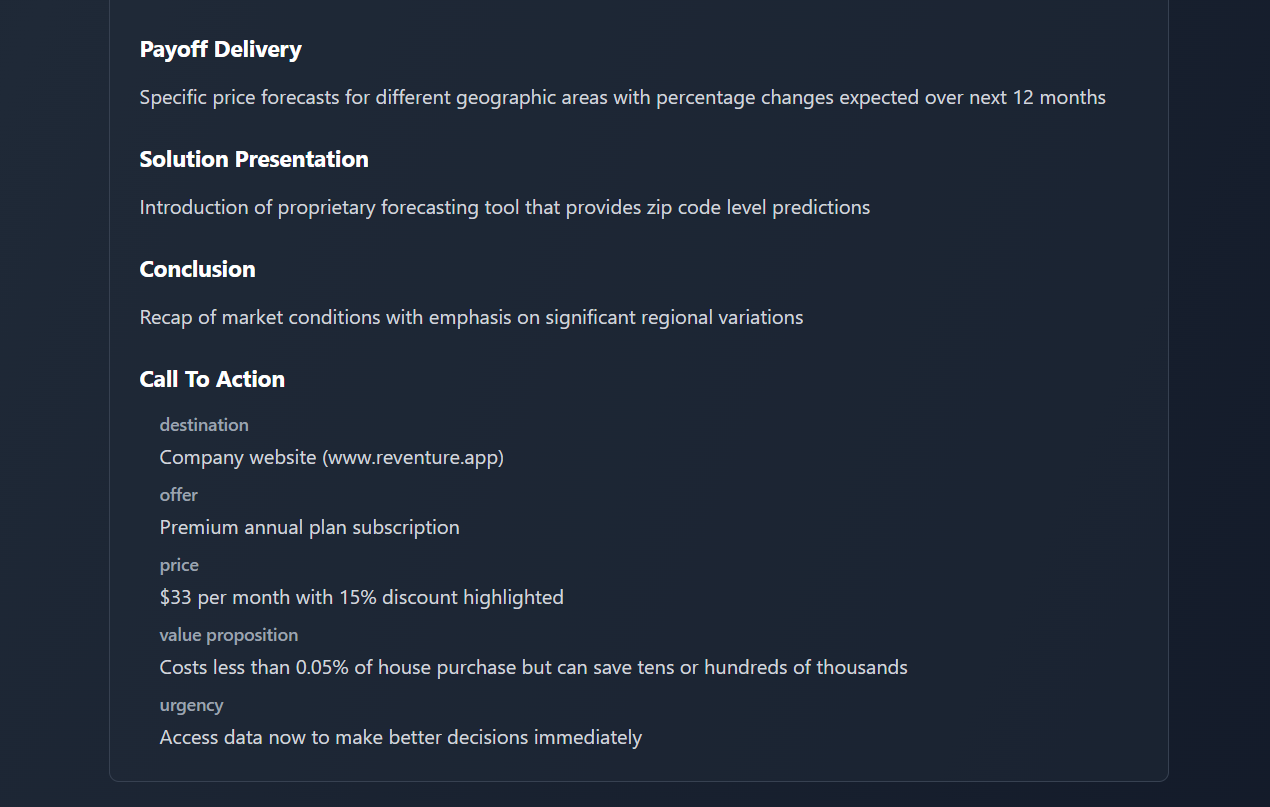 Payoff Delivery
Specific price forecasts for different geographic areas with percentage changes expected over next 12 months
Solution Presentation
Introduction of proprietary forecasting tool that provides zip code level predictions
Conclusion
Recap of market conditions with emphasis on significant regional variations
Call To Action
destination
Company website (www.reventure.app)
offer
Premium annual plan subscription
price
$33 per month with 15% discount highlighted
value proposition
Costs less than 0.05% of house purchase but can save tens or hundreds of thousands
urgency
Access data now to make better decisions immediately